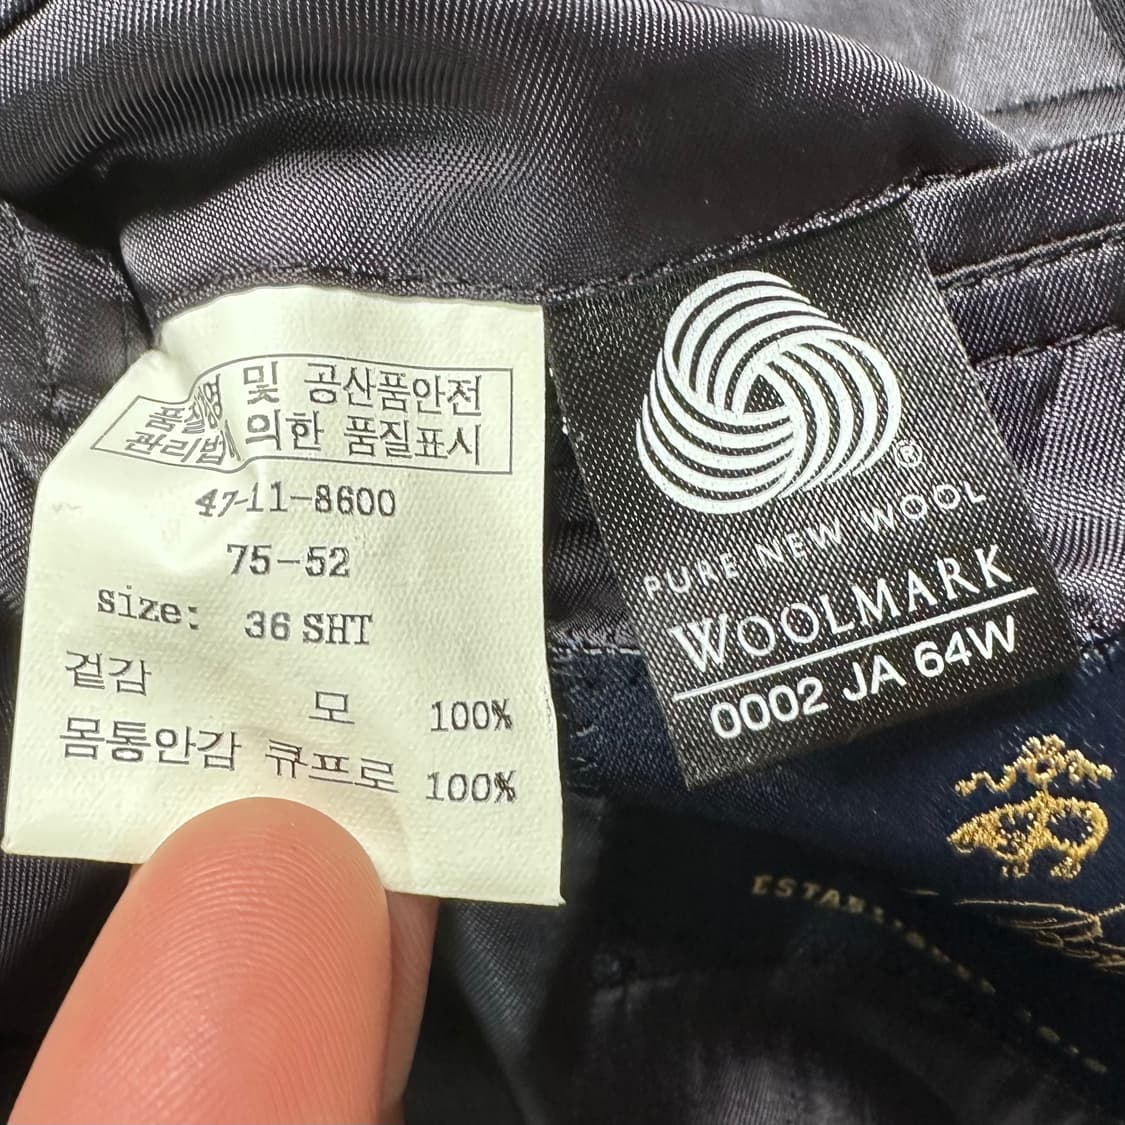 품질경영 및 공산품안전
관리법에 의한 품질표시
47-11-8600
75-52
size: 36 SHT
겉감 모 100%
몸통안감 큐프로 100%
®
PURE NEW WOOL
WOOLMARK
0002 JA 64W